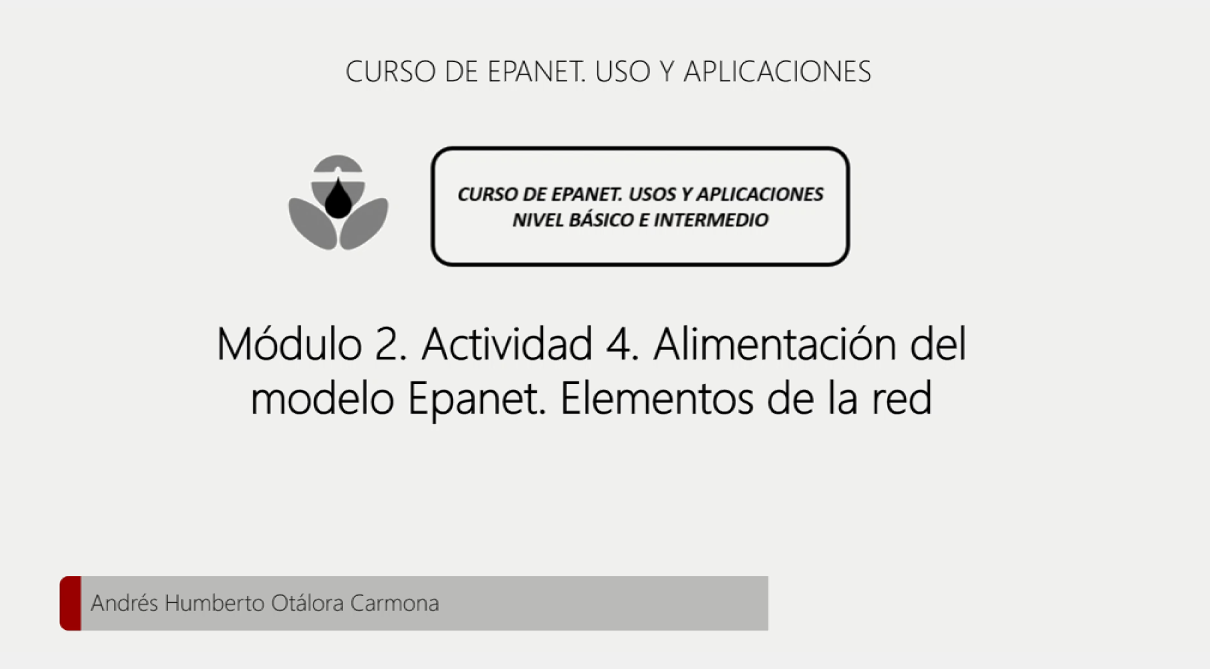 CURSO DE EPANET. USO Y APLICACIONES
CURSO DE EPANET. USOS Y APLICACIONES
NIVEL BÁSICO E INTERMEDIO
Módulo 2. Actividad 4. Alimentación del
modelo Epanet. Elementos de la red
Andrés Humberto Otálora Carmona